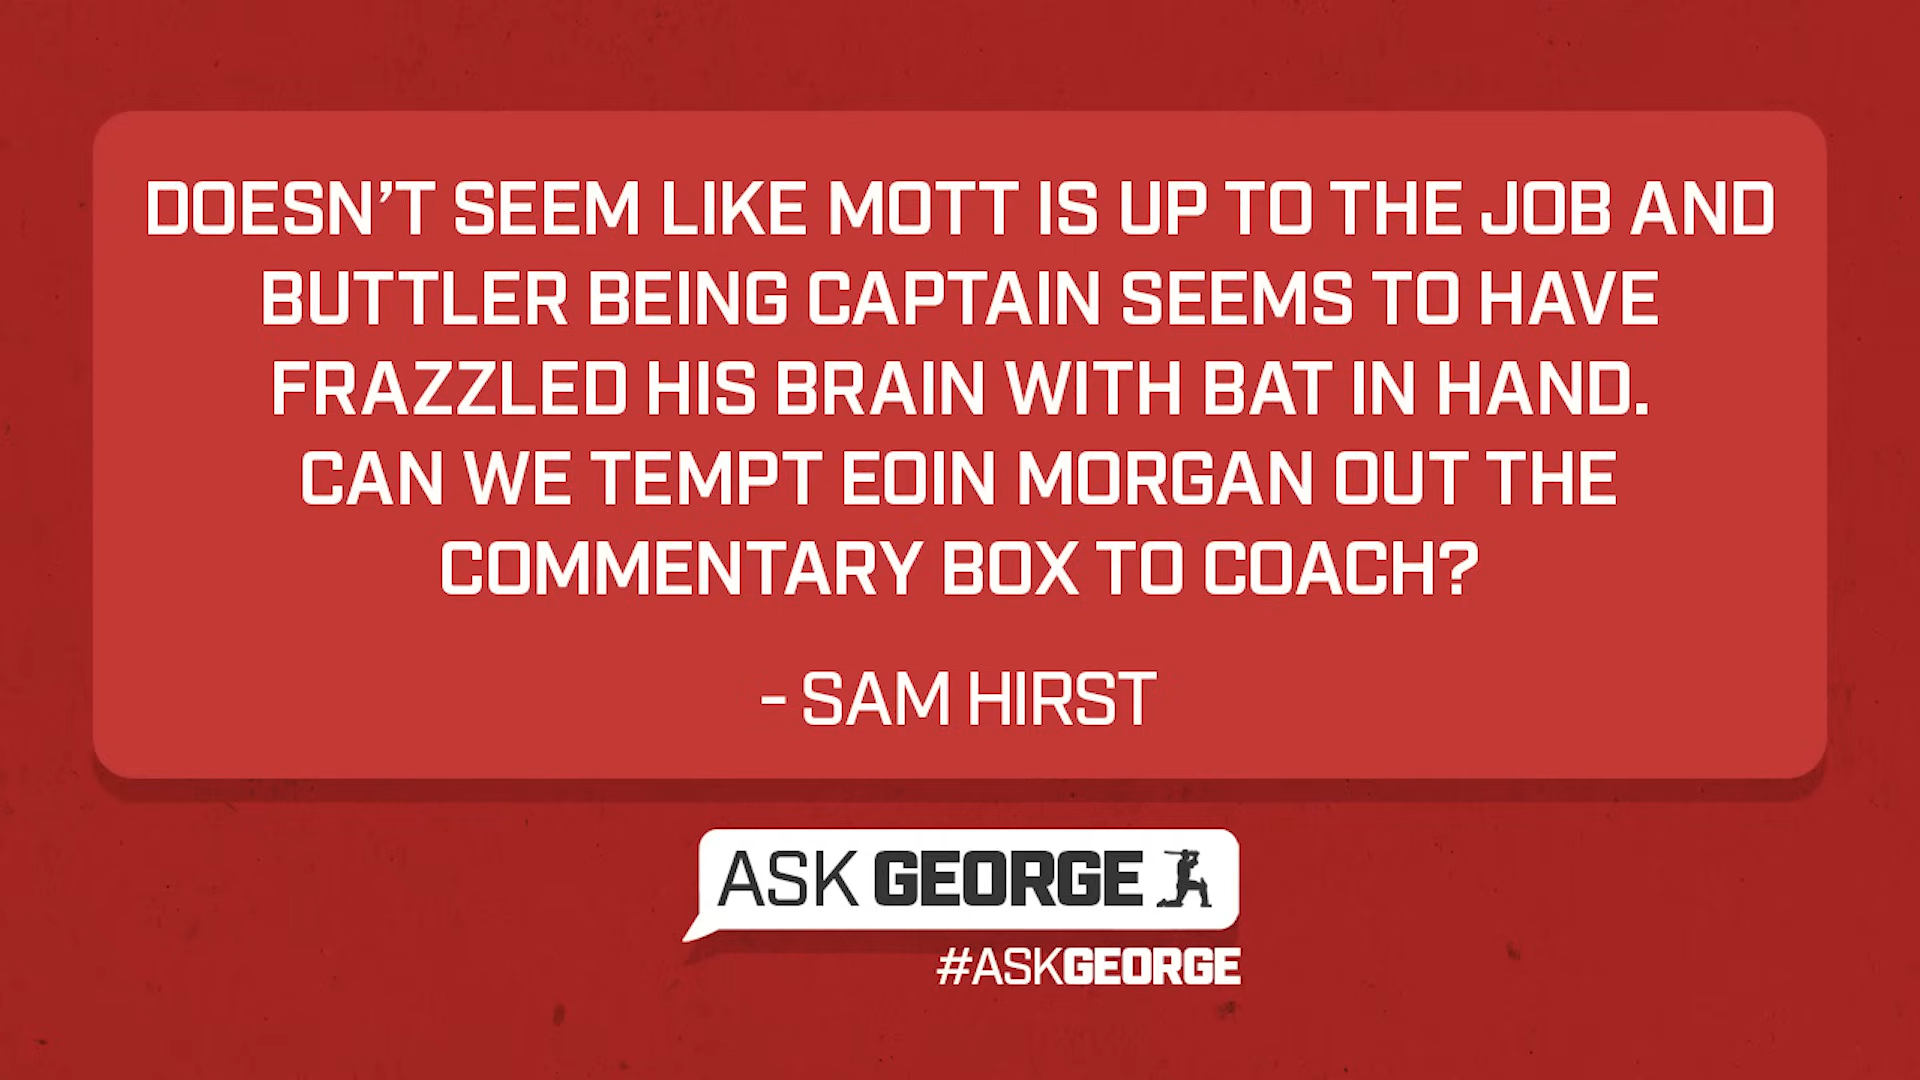 DOESN’T SEEM LIKE MOTT IS UP TO THE JOB AND
BUTTLER BEING CAPTAIN SEEMS TO HAVE
FRAZZLED HIS BRAIN WITH BAT IN HAND.
CAN WE TEMPT EOIN MORGAN OUT THE
COMMENTARY BOX TO COACH?
- SAM HIRST
ASK GEORGE
#ASKGEORGE